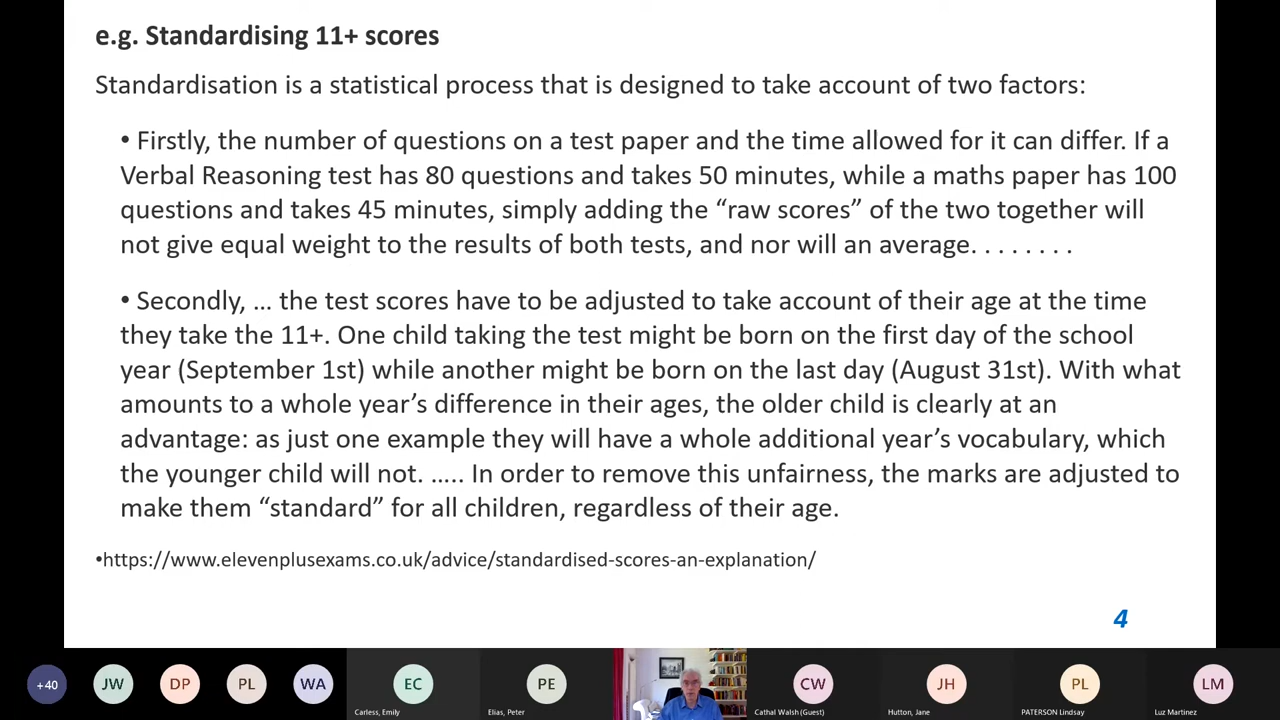 e.g. Standardising 11+ scores
Standardisation is a statistical process that is designed to take account of two factors:
• Firstly, the number of questions on a test paper and the time allowed for it can differ. If a
Verbal Reasoning test has 80 questions and takes 50 minutes, while a maths paper has 100
questions and takes 45 minutes, simply adding the “raw scores” of the two together will
not give equal weight to the results of both tests, and nor will an average. . . . . . . .
• Secondly, … the test scores have to be adjusted to take account of their age at the time
they take the 11+. One child taking the test might be born on the first day of the school
year (September 1st) while another might be born on the last day (August 31st). With what
amounts to a whole year’s difference in their ages, the older child is clearly at an
advantage: as just one example they will have a whole additional year’s vocabulary, which
the younger child will not. ….. In order to remove this unfairness, the marks are adjusted to
make them “standard” for all children, regardless of their age.
•https://www.elevenplusexams.co.uk/advice/standardised-scores-an-explanation/
4
+40 JW DP PL WA EC PE CW JH PL LM
Carless, Emily Elias, Peter Cathal Walsh (Guest) Hutton, Jane PATERSON Lindsay Luz Martinez